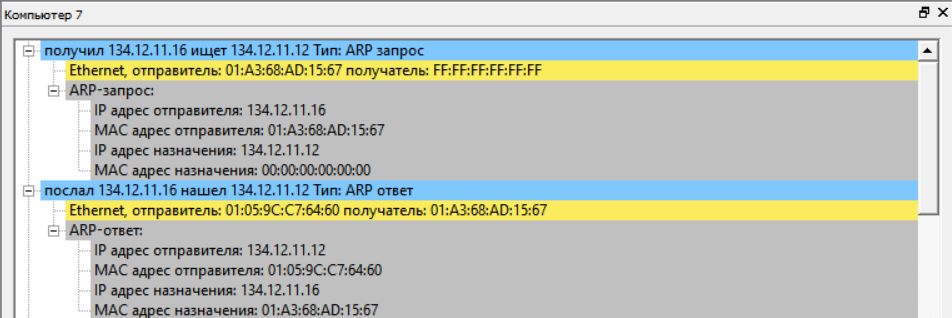 Компьютер 7
получил 134.12.11.16 ищет 134.12.11.12 Тип: ARP запрос
Ethernet, отправитель: 01:A3:68:AD:15:67 получатель: FF:FF:FF:FF:FF:FF
ARP-запрос:
IP адрес отправителя: 134.12.11.16
MAC адрес отправителя: 01:A3:68:AD:15:67
IP адрес назначения: 134.12.11.12
MAC адрес назначения: 00:00:00:00:00:00
послал 134.12.11.16 нашел 134.12.11.12 Тип: ARP ответ
Ethernet, отправитель: 01:05:9C:C7:64:60 получатель: 01:A3:68:AD:15:67
ARP-ответ:
IP адрес отправителя: 134.12.11.12
MAC адрес отправителя: 01:05:9C:C7:64:60
IP адрес назначения: 134.12.11.16
MAC адрес назначения: 01:A3:68:AD:15:67